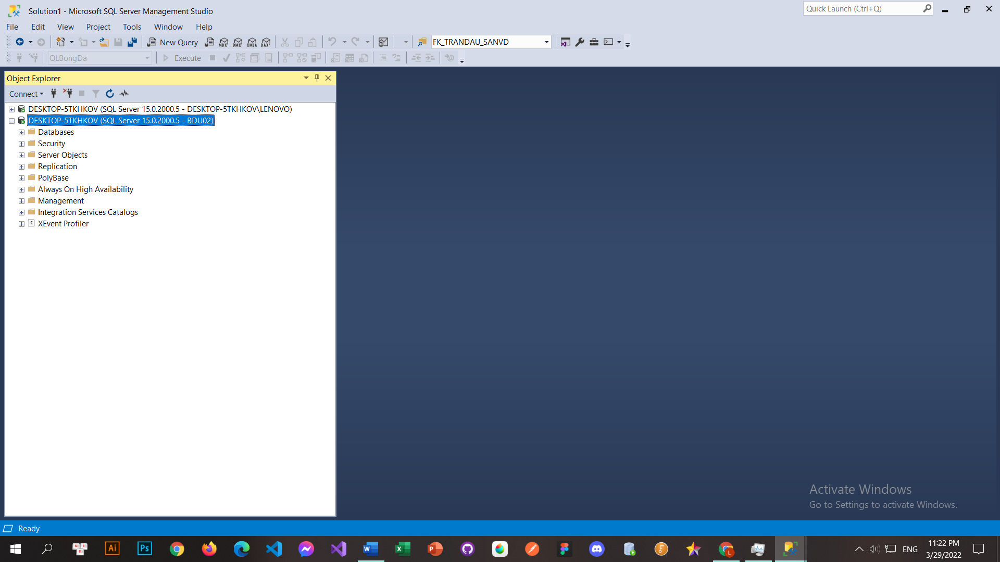 Solution1 - Microsoft SQL Server Management Studio
Quick Launch (Ctrl+Q)
File Edit View Project Tools Window Help
New Query MDX DMX XMLA DAX FK_TRANDAU_SANVD
QLBongDa Execute
Object Explorer
Connect
DESKTOP-5TKHKOV (SQL Server 15.0.2000.5 - DESKTOP-5TKHKOV\LENOVO)
DESKTOP-5TKHKOV (SQL Server 15.0.2000.5 - BDU02)
Databases
Security
Server Objects
Replication
PolyBase
Always On High Availability
Management
Integration Services Catalogs
XEvent Profiler
Activate Windows
Go to Settings to activate Windows.
Ready
Ai Ps ENG 11:22 PM
3/29/2022